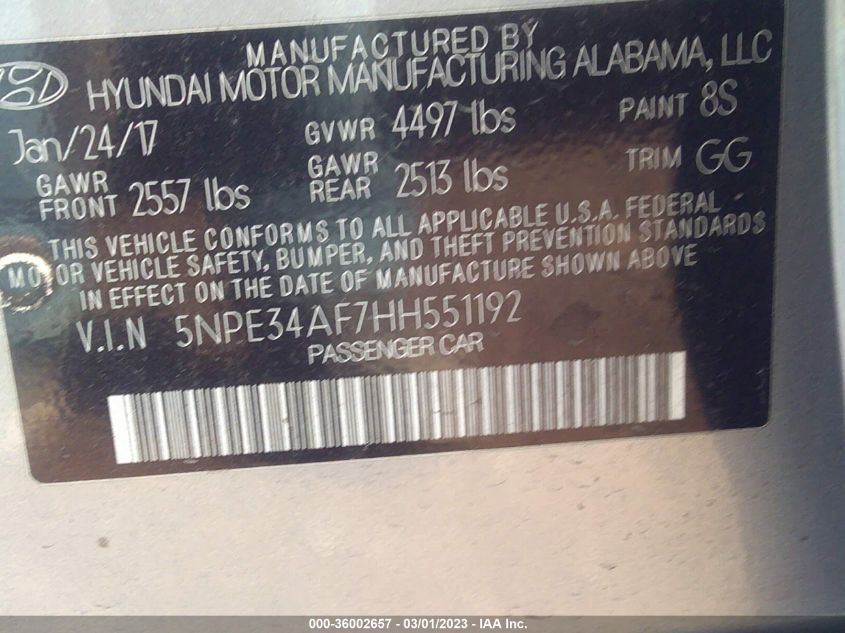 MANUFACTURED BY
HYUNDAI MOTOR MANUFACTURING ALABAMA, LLC
Jan/24/17 GVWR 4497 lbs PAINT 8S
GAWR FRONT 2557 lbs GAWR REAR 2513 lbs TRIM GG
THIS VEHICLE CONFORMS TO ALL APPLICABLE U.S.A. FEDERAL
MOTOR VEHICLE SAFETY, BUMPER, AND THEFT PREVENTION STANDARDS
IN EFFECT ON THE DATE OF MANUFACTURE SHOWN ABOVE
V.I.N 5NPE34AF7HH551192
PASSENGER CAR
000-36002657 - 03/01/2023 - IAA Inc.